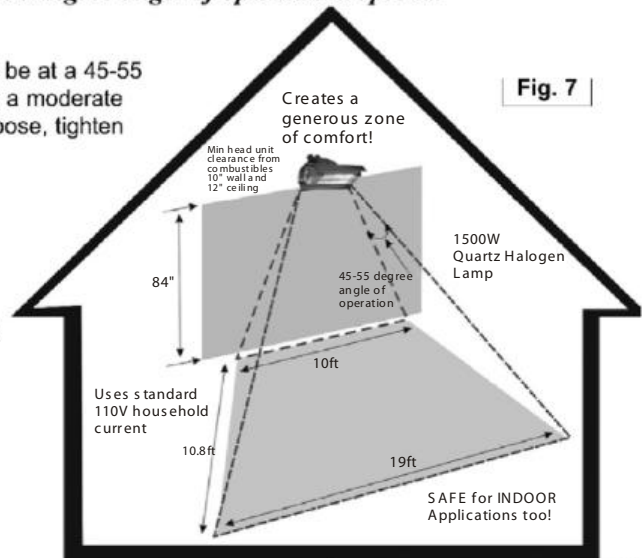 be at a 45-55
a moderate
tighten
Fig. 7
Creates a
generous zone
of comfort!
Min head unit
clearance from
combustibles
10" wall and
12" ceiling
84"
45-55 degree
angle of
operation
1500W
Quartz Halogen
Lamp
10ft
Uses standard
110V household
current
10.8ft
19ft
SAFE for INDOOR
Applications too!